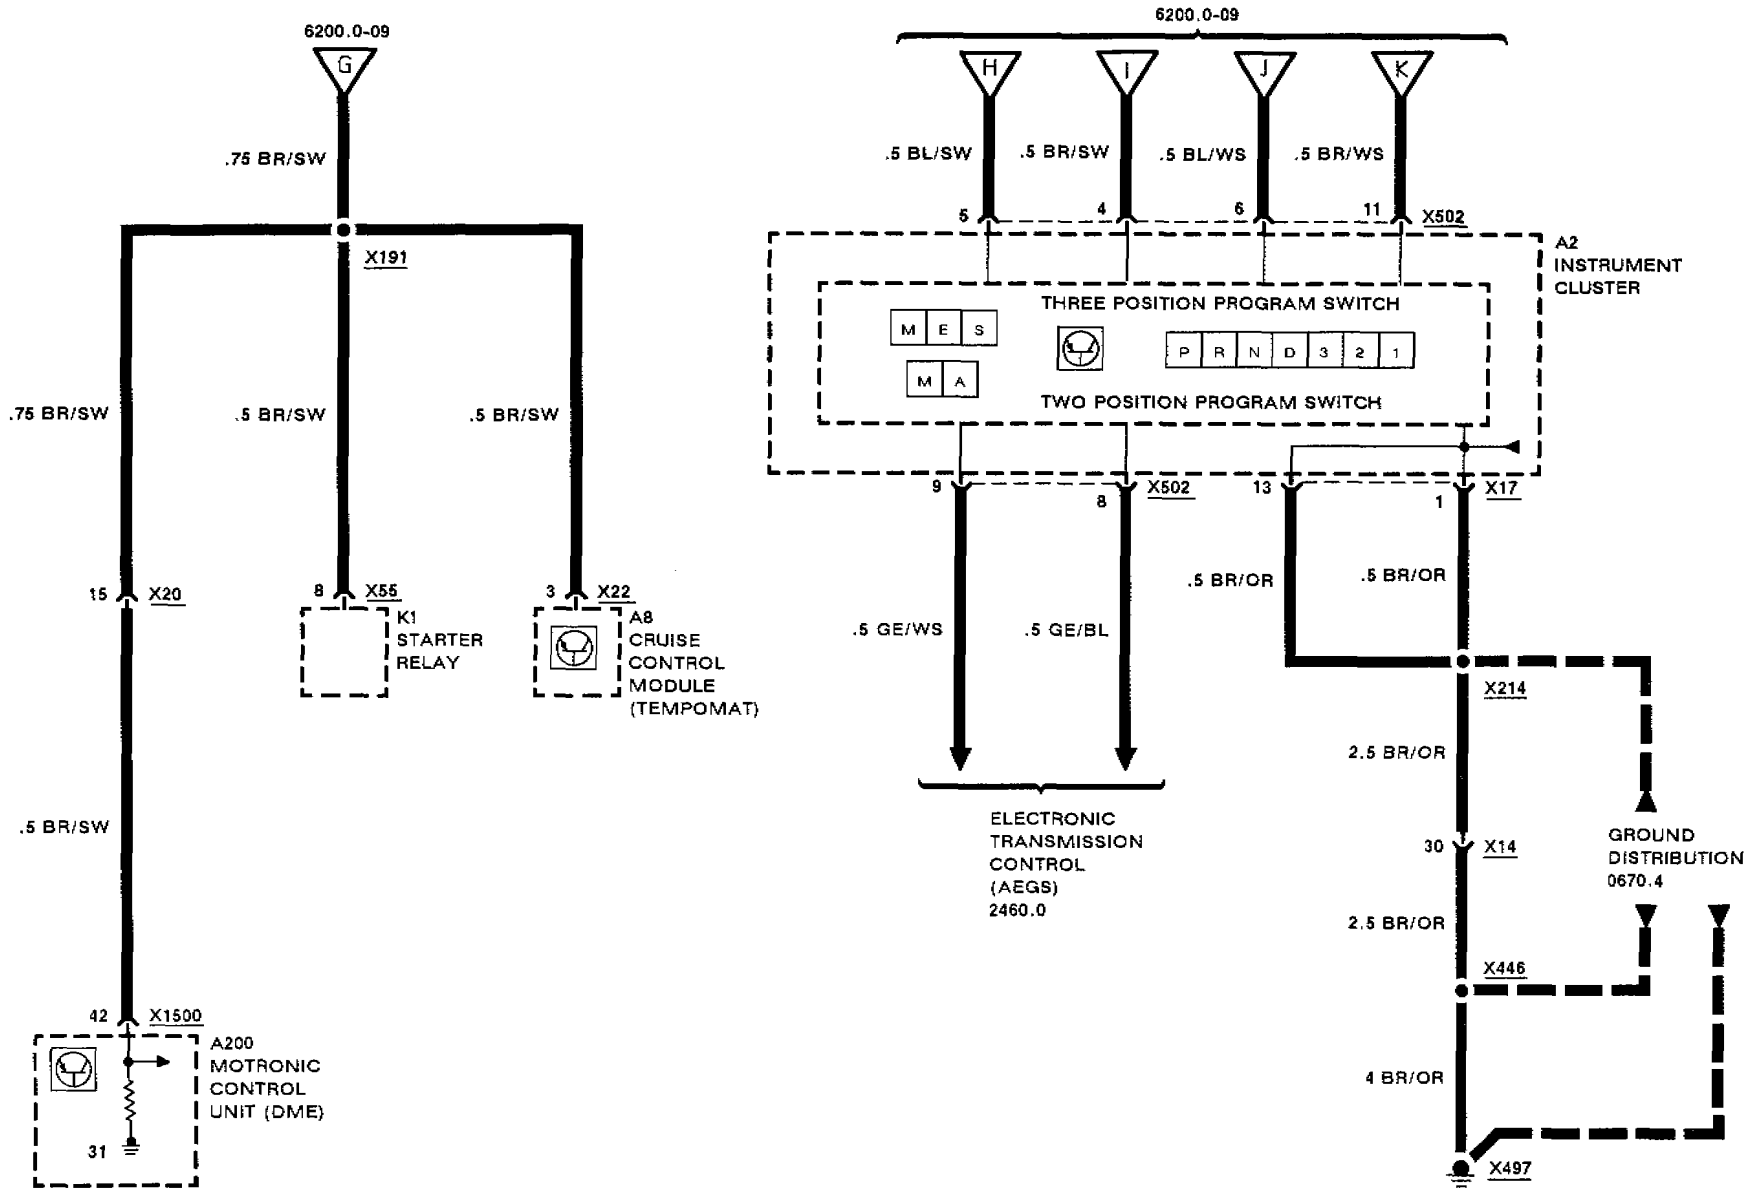 6200.0-09
G
.75 BR/SW
X191
.75 BR/SW
.5 BR/SW
.5 BR/SW
15 X20
8 X55
3 X22
K1
STARTER
RELAY
A8
CRUISE
CONTROL
MODULE
(TEMPOMAT)
.5 BR/SW
42 X1500
A200
MOTRONIC
CONTROL
UNIT (DME)
31
6200.0-09
H I J K
.5 BL/SW
.5 BR/SW
.5 BL/WS
.5 BR/WS
5 4 6 11 X502
A2
INSTRUMENT
CLUSTER
THREE POSITION PROGRAM SWITCH
M E S
P R N D 3 2 1
M A
TWO POSITION PROGRAM SWITCH
9 8 X502
13 1 X17
.5 GE/WS
.5 GE/BL
.5 BR/OR
.5 BR/OR
X214
ELECTRONIC
TRANSMISSION
CONTROL
(AEGS)
2460.0
2.5 BR/OR
30 X14
GROUND
DISTRIBUTION
0670.4
2.5 BR/OR
X446
4 BR/OR
X497